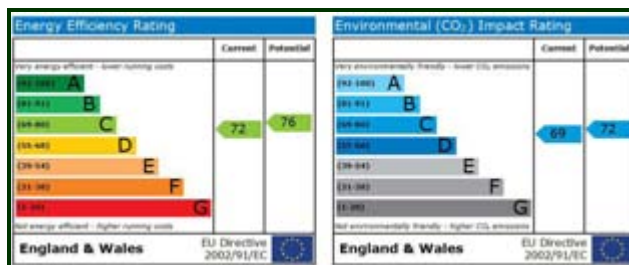 Energy Efficiency Rating
Current Potential
Very energy efficient - lower running costs
(92-100) A
(81-91) B
(69-80) C
(55-68) D
(39-54) E
(21-38) F
(1-20) G
72 76
Not energy efficient - higher running costs
England & Wales
EU Directive
2002/91/EC
Environmental (CO₂) Impact Rating
Current Potential
Very environmentally friendly - lower CO₂ emissions
(92-100) A
(81-91) B
(69-80) C
(55-68) D
(39-54) E
(21-38) F
(1-20) G
69 72
Not environmentally friendly - higher CO₂ emissions
England & Wales
EU Directive
2002/91/EC